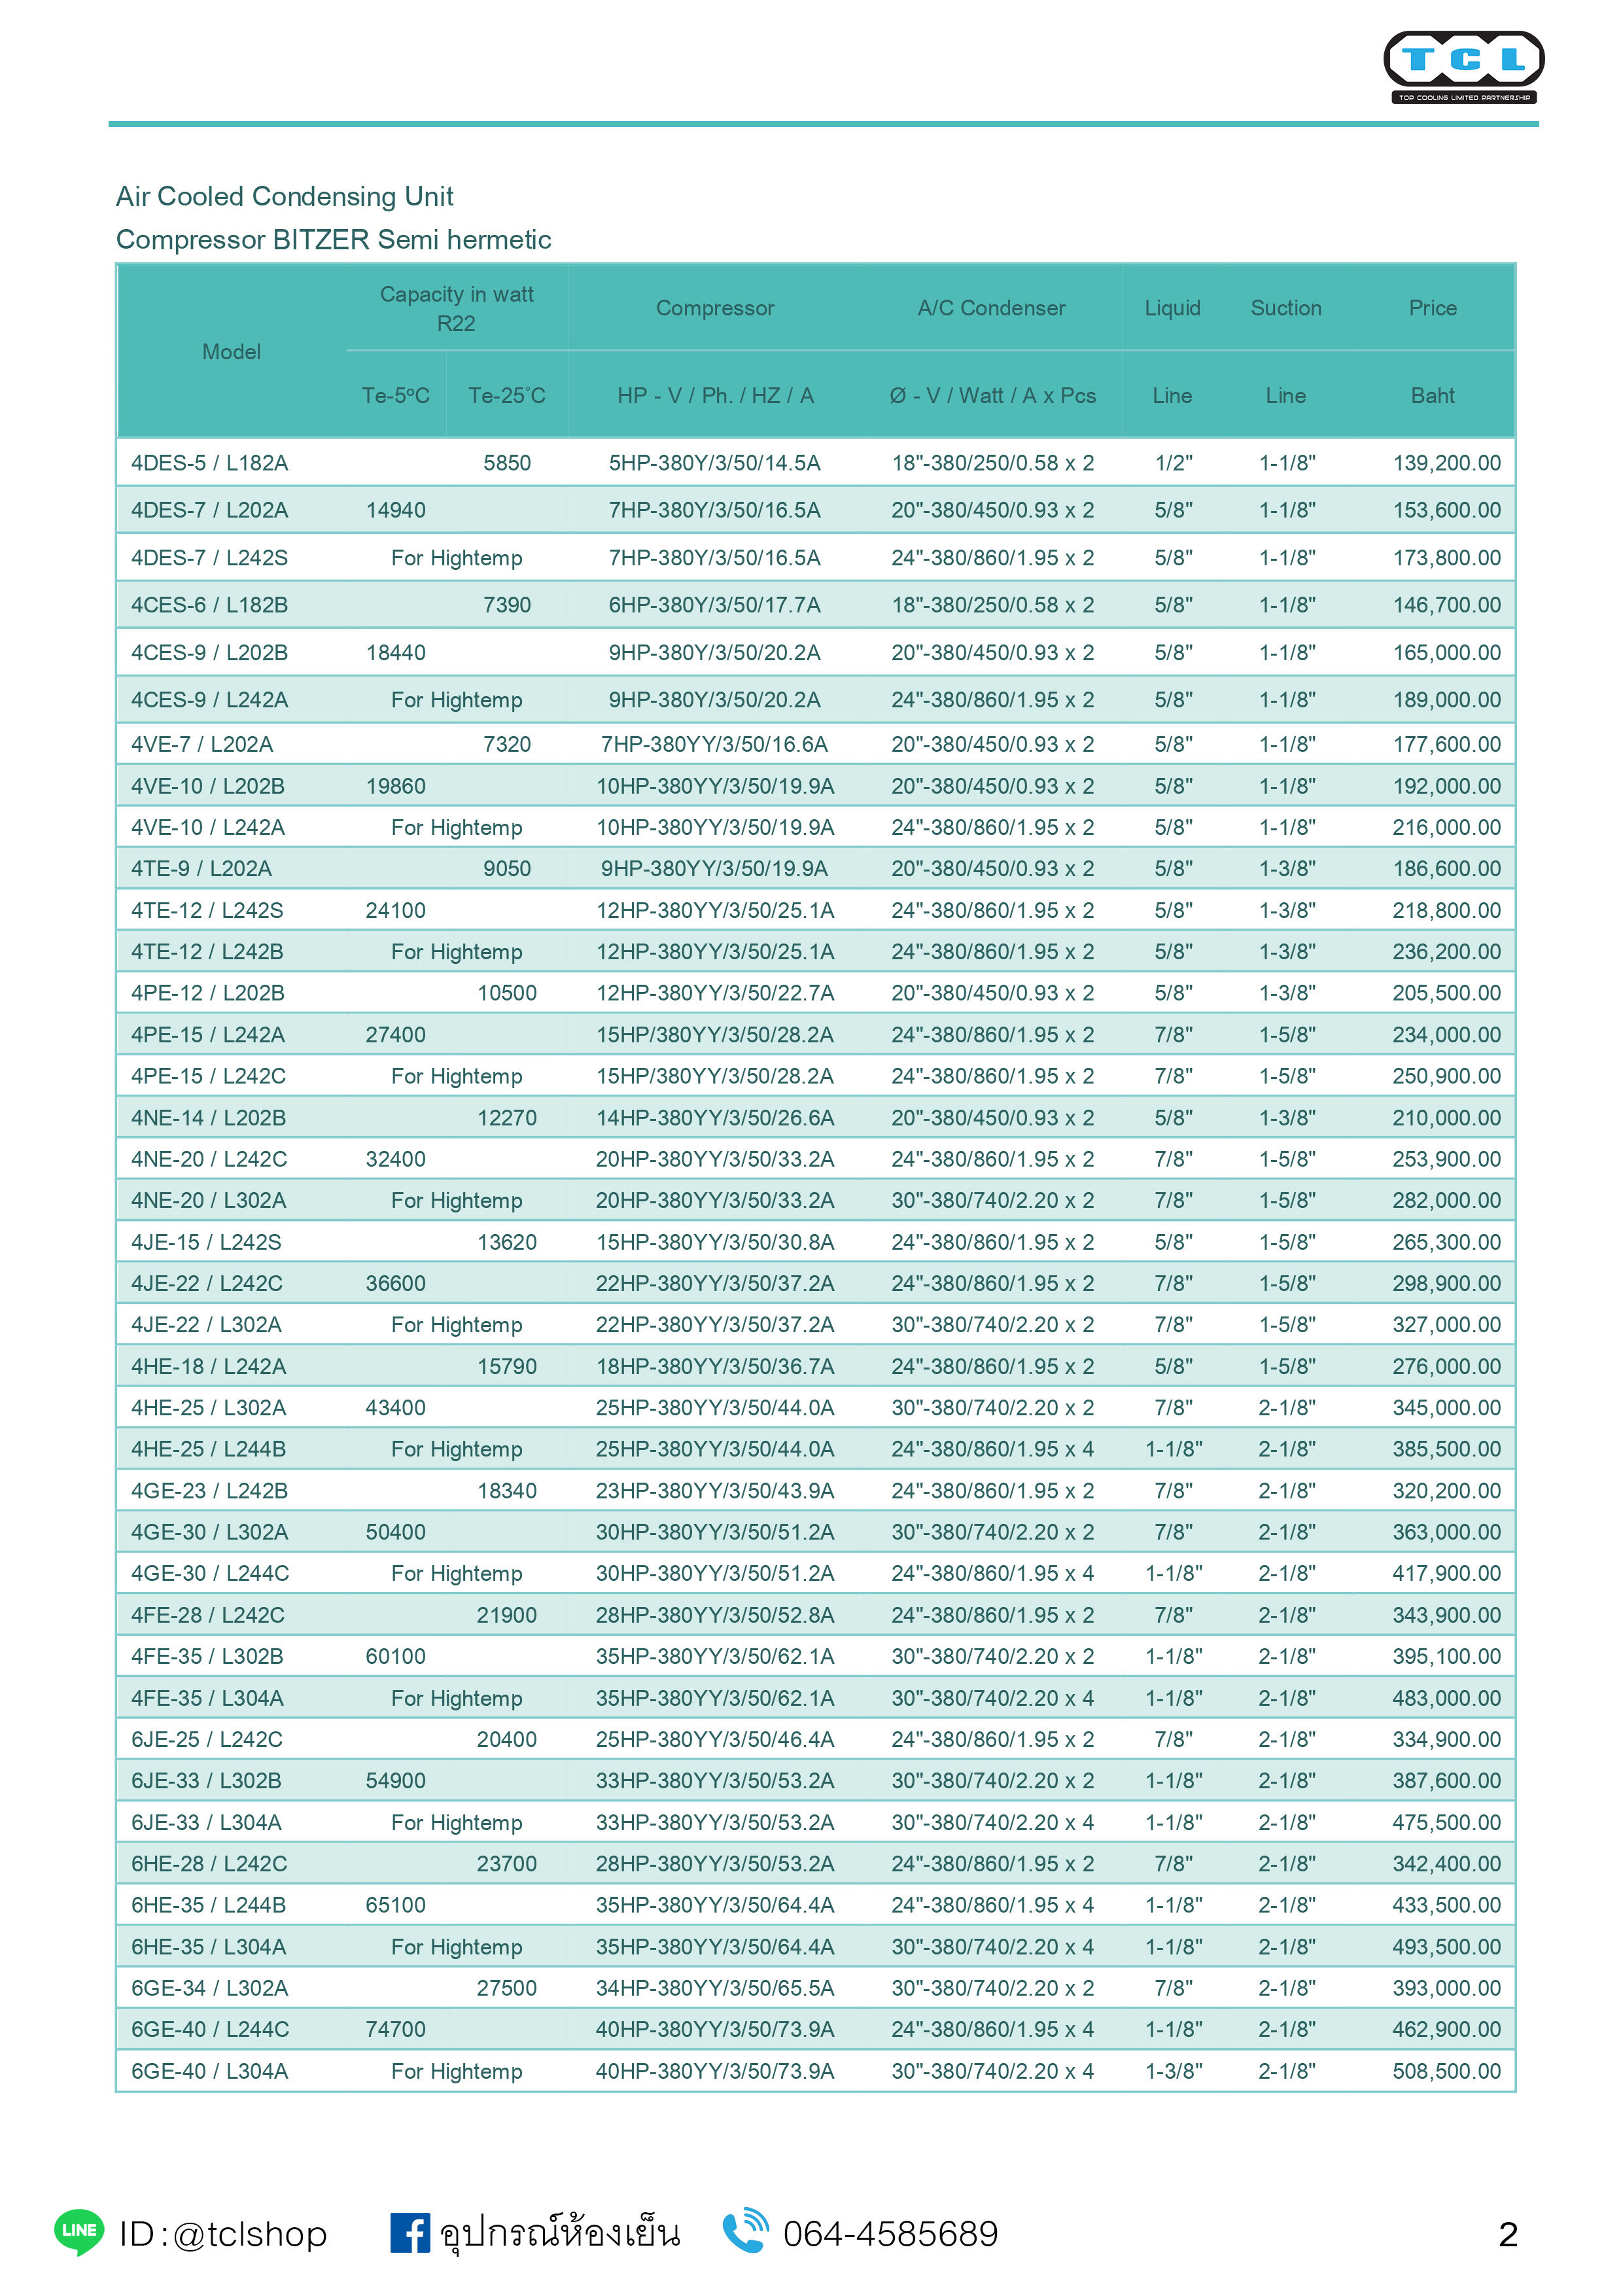 TCL
TOP COOLING LIMITED PARTNERSHIP
Air Cooled Condensing Unit
Compressor BITZER Semi hermetic
Model Capacity in watt R22 Compressor A/C Condenser Liquid Suction Price
Te-5ºC Te-25°C HP - V / Ph. / HZ / A Ø - V / Watt / A x Pcs Line Line Baht
4DES-5 / L182A 5850 5HP-380Y/3/50/14.5A 18"-380/250/0.58 x 2 1/2" 1-1/8" 139,200.00
4DES-7 / L202A 14940 7HP-380Y/3/50/16.5A 20"-380/450/0.93 x 2 5/8" 1-1/8" 153,600.00
4DES-7 / L242S For Hightemp 7HP-380Y/3/50/16.5A 24"-380/860/1.95 x 2 5/8" 1-1/8" 173,800.00
4CES-6 / L182B 7390 6HP-380Y/3/50/17.7A 18"-380/250/0.58 x 2 5/8" 1-1/8" 146,700.00
4CES-9 / L202B 18440 9HP-380Y/3/50/20.2A 20"-380/450/0.93 x 2 5/8" 1-1/8" 165,000.00
4CES-9 / L242A For Hightemp 9HP-380Y/3/50/20.2A 24"-380/860/1.95 x 2 5/8" 1-1/8" 189,000.00
4VE-7 / L202A 7320 7HP-380YY/3/50/16.6A 20"-380/450/0.93 x 2 5/8" 1-1/8" 177,600.00
4VE-10 / L202B 19860 10HP-380YY/3/50/19.9A 20"-380/450/0.93 x 2 5/8" 1-1/8" 192,000.00
4VE-10 / L242A For Hightemp 10HP-380YY/3/50/19.9A 24"-380/860/1.95 x 2 5/8" 1-1/8" 216,000.00
4TE-9 / L202A 9050 9HP-380YY/3/50/19.9A 20"-380/450/0.93 x 2 5/8" 1-3/8" 186,600.00
4TE-12 / L242S 24100 12HP-380YY/3/50/25.1A 24"-380/860/1.95 x 2 5/8" 1-3/8" 218,800.00
4TE-12 / L242B For Hightemp 12HP-380YY/3/50/25.1A 24"-380/860/1.95 x 2 5/8" 1-3/8" 236,200.00
4PE-12 / L202B 10500 12HP-380YY/3/50/22.7A 20"-380/450/0.93 x 2 5/8" 1-3/8" 205,500.00
4PE-15 / L242A 27400 15HP/380YY/3/50/28.2A 24"-380/860/1.95 x 2 7/8" 1-5/8" 234,000.00
4PE-15 / L242C For Hightemp 15HP/380YY/3/50/28.2A 24"-380/860/1.95 x 2 7/8" 1-5/8" 250,900.00
4NE-14 / L202B 12270 14HP-380YY/3/50/26.6A 20"-380/450/0.93 x 2 5/8" 1-3/8" 210,000.00
4NE-20 / L242C 32400 20HP-380YY/3/50/33.2A 24"-380/860/1.95 x 2 7/8" 1-5/8" 253,900.00
4NE-20 / L302A For Hightemp 20HP-380YY/3/50/33.2A 30"-380/740/2.20 x 2 7/8" 1-5/8" 282,000.00
4JE-15 / L242S 13620 15HP-380YY/3/50/30.8A 24"-380/860/1.95 x 2 5/8" 1-5/8" 265,300.00
4JE-22 / L242C 36600 22HP-380YY/3/50/37.2A 24"-380/860/1.95 x 2 7/8" 1-5/8" 298,900.00
4JE-22 / L302A For Hightemp 22HP-380YY/3/50/37.2A 30"-380/740/2.20 x 2 7/8" 1-5/8" 327,000.00
4HE-18 / L242A 15790 18HP-380YY/3/50/36.7A 24"-380/860/1.95 x 2 5/8" 1-5/8" 276,000.00
4HE-25 / L302A 43400 25HP-380YY/3/50/44.0A 30"-380/740/2.20 x 2 7/8" 2-1/8" 345,000.00
4HE-25 / L244B For Hightemp 25HP-380YY/3/50/44.0A 24"-380/860/1.95 x 4 1-1/8" 2-1/8" 385,500.00
4GE-23 / L242B 18340 23HP-380YY/3/50/43.9A 24"-380/860/1.95 x 2 7/8" 2-1/8" 320,200.00
4GE-30 / L302A 50400 30HP-380YY/3/50/51.2A 30"-380/740/2.20 x 2 7/8" 2-1/8" 363,000.00
4GE-30 / L244C For Hightemp 30HP-380YY/3/50/51.2A 24"-380/860/1.95 x 4 1-1/8" 2-1/8" 417,900.00
4FE-28 / L242C 21900 28HP-380YY/3/50/52.8A 24"-380/860/1.95 x 2 7/8" 2-1/8" 343,900.00
4FE-35 / L302B 60100 35HP-380YY/3/50/62.1A 30"-380/740/2.20 x 2 1-1/8" 2-1/8" 395,100.00
4FE-35 / L304A For Hightemp 35HP-380YY/3/50/62.1A 30"-380/740/2.20 x 4 1-1/8" 2-1/8" 483,000.00
6JE-25 / L242C 20400 25HP-380YY/3/50/46.4A 24"-380/860/1.95 x 2 7/8" 2-1/8" 334,900.00
6JE-33 / L302B 54900 33HP-380YY/3/50/53.2A 30"-380/740/2.20 x 2 1-1/8" 2-1/8" 387,600.00
6JE-33 / L304A For Hightemp 33HP-380YY/3/50/53.2A 30"-380/740/2.20 x 4 1-1/8" 2-1/8" 475,500.00
6HE-28 / L242C 23700 28HP-380YY/3/50/53.2A 24"-380/860/1.95 x 2 7/8" 2-1/8" 342,400.00
6HE-35 / L244B 65100 35HP-380YY/3/50/64.4A 24"-380/860/1.95 x 4 1-1/8" 2-1/8" 433,500.00
6HE-35 / L304A For Hightemp 35HP-380YY/3/50/64.4A 30"-380/740/2.20 x 4 1-1/8" 2-1/8" 493,500.00
6GE-34 / L302A 27500 34HP-380YY/3/50/65.5A 30"-380/740/2.20 x 2 7/8" 2-1/8" 393,000.00
6GE-40 / L244C 74700 40HP-380YY/3/50/73.9A 24"-380/860/1.95 x 4 1-1/8" 2-1/8" 462,900.00
6GE-40 / L304A For Hightemp 40HP-380YY/3/50/73.9A 30"-380/740/2.20 x 4 1-3/8" 2-1/8" 508,500.00
LINE ID : @tclshop f อุปกรณ์ห้องเย็น 064-4585689 2